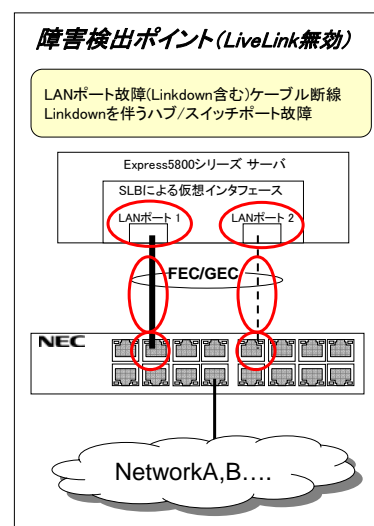 障害検出ポイント(LiveLink無効)
LANポート故障(Linkdown含む)ケーブル断線
Linkdownを伴うハブ/スイッチポート故障
Express5800シリーズ サーバ
SLBによる仮想インタフェース
LANポート 1
LANポート 2
FEC/GEC
NEC
NetworkA,B....